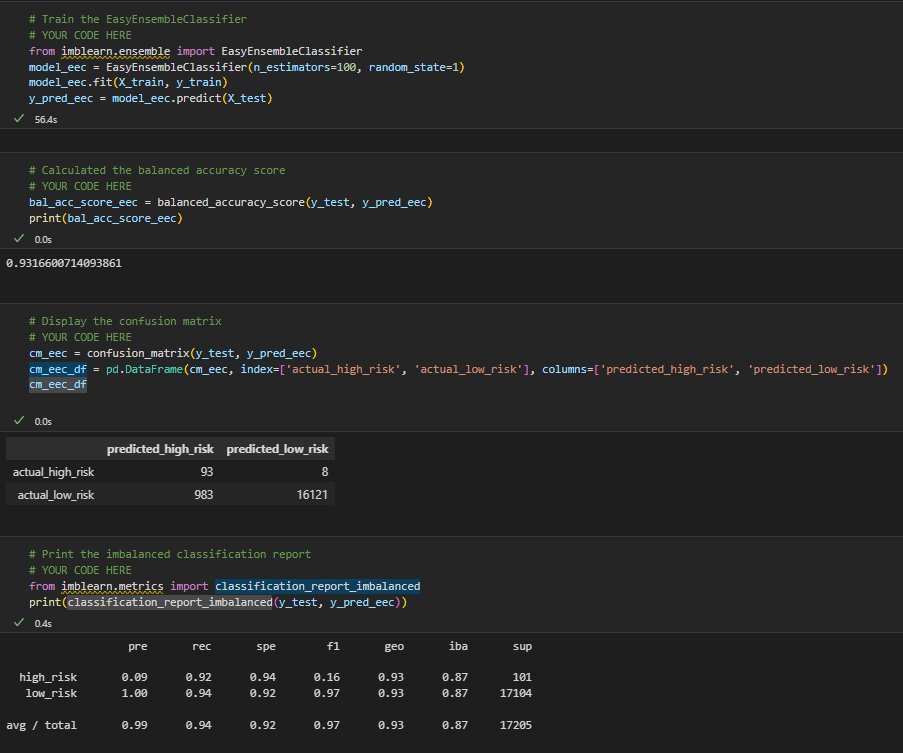 # Train the EasyEnsembleClassifier
# YOUR CODE HERE
from imblearn.ensemble import EasyEnsembleClassifier
model_eec = EasyEnsembleClassifier(n_estimators=100, random_state=1)
model_eec.fit(X_train, y_train)
y_pred_eec = model_eec.predict(X_test)
✓ 56.4s
# Calculated the balanced accuracy score
# YOUR CODE HERE
bal_acc_score_eec = balanced_accuracy_score(y_test, y_pred_eec)
print(bal_acc_score_eec)
✓ 0.0s
0.9316600714093861
# Display the confusion matrix
# YOUR CODE HERE
cm_eec = confusion_matrix(y_test, y_pred_eec)
cm_eec_df = pd.DataFrame(cm_eec, index=['actual_high_risk', 'actual_low_risk'], columns=['predicted_high_risk', 'predicted_low_risk'])
cm_eec_df
✓ 0.0s
predicted_high_risk predicted_low_risk
actual_high_risk 93 8
actual_low_risk 983 16121
# Print the imbalanced classification report
# YOUR CODE HERE
from imblearn.metrics import classification_report_imbalanced
print(classification_report_imbalanced(y_test, y_pred_eec))
✓ 0.4s
pre rec spe f1 geo iba sup
high_risk 0.09 0.92 0.94 0.16 0.93 0.87 101
low_risk 1.00 0.94 0.92 0.97 0.93 0.87 17104
avg / total 0.99 0.94 0.92 0.97 0.93 0.87 17205